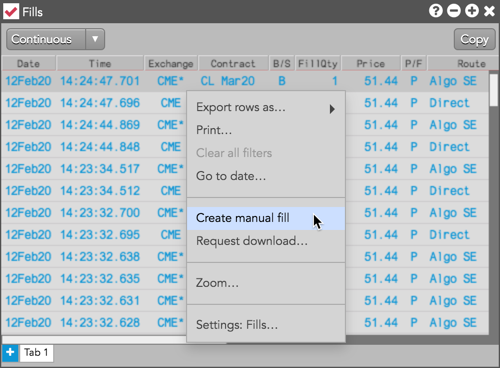 Fills
Continuous Copy
Date Time Exchange Contract B/S FillQty Price P/F Route
12Feb20 14:24:47.701 CME* CL Mar20 B 1 51.44 P Algo SE
12Feb20 14:24:47.696 CME* 51.44 P Direct
12Feb20 14:24:44.869 CME* 51.44 P Algo SE
12Feb20 14:24:44.848 CME* 51.44 P Direct
12Feb20 14:23:34.517 CME* 51.44 P Algo SE
12Feb20 14:23:34.512 CME* 51.44 P Direct
12Feb20 14:23:32.700 CME* 51.44 P Algo SE
12Feb20 14:23:32.695 CME* 51.44 P Direct
12Feb20 14:23:32.638 CME* 51.44 P Algo SE
12Feb20 14:23:32.635 CME* 51.44 P Algo SE
12Feb20 14:23:32.631 CME* 51.44 P Algo SE
12Feb20 14:23:32.628 CME* 51.44 P Algo SE
Export rows as...
Print...
Clear all filters
Go to date...
Create manual fill
Request download...
Zoom...
Settings: Fills...
Tab 1